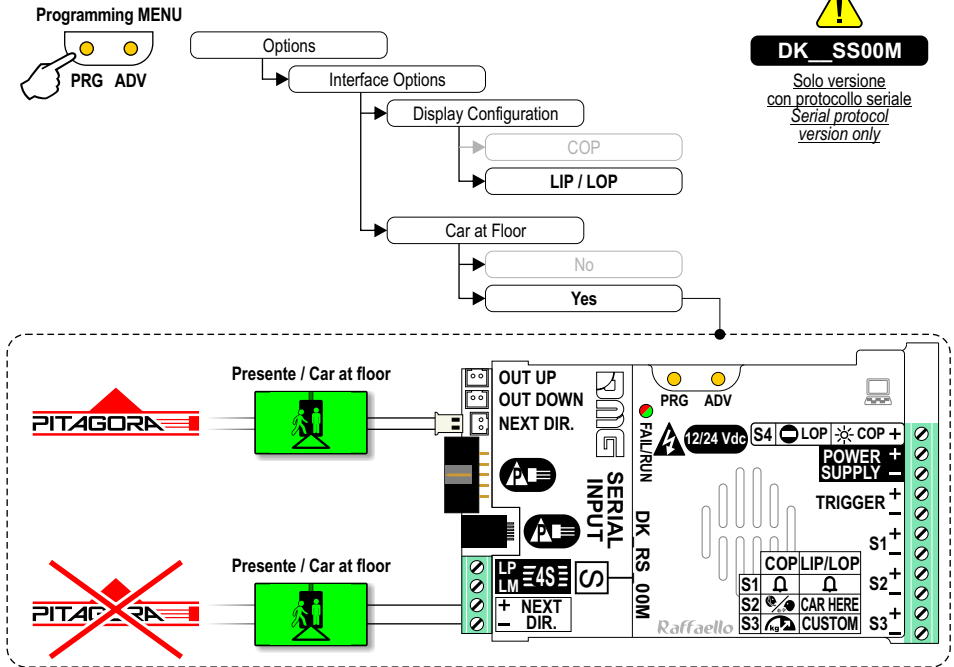 Programming MENU
PRG ADV
Options
Interface Options
Display Configuration
COP
LIP / LOP
Car at Floor
No
Yes
DK__SS00M
Solo versione
con protocollo seriale
Serial protocol
version only
PITAGORA
Presente / Car at floor
PITAGORA
Presente / Car at floor
OUT UP
OUT DOWN
NEXT DIR.
P
P
SERIAL
INPUT
LP
LM
4S
S
+ NEXT
- DIR.
DMG
FAIL/RUN
DK_RS_00M
PRG ADV
12/24 Vdc
S4 LOP COP +
POWER +
SUPPLY -
TRIGGER +
-
S1 +
-
S2 +
-
S3 +
-
COP LIP/LOP
S1
S2 CAR HERE
S3 kg CUSTOM
Raffaello